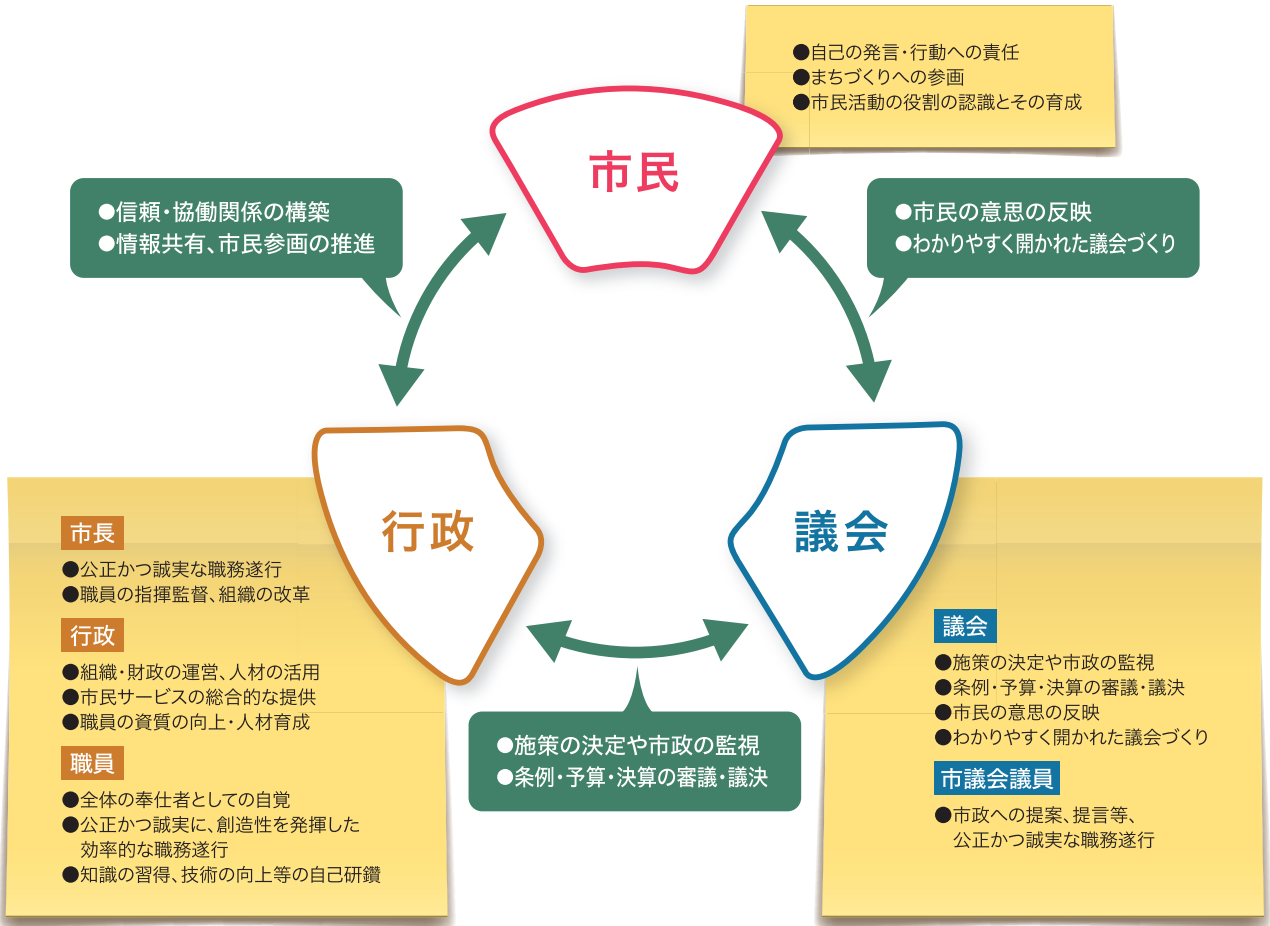 ●自己の発言・行動への責任
●まちづくりへの参画
●市民活動の役割の認識とその育成
市民
●信頼・協働関係の構築
●情報共有、市民参画の推進
●市民の意思の反映
●わかりやすく開かれた議会づくり
行政
議会
市長
●公正かつ誠実な職務遂行
●職員の指揮監督、組織の改革
行政
●組織・財政の運営、人材の活用
●市民サービスの総合的な提供
●職員の資質の向上・人材育成
職員
●全体の奉仕者としての自覚
●公正かつ誠実に、創造性を発揮した
効率的な職務遂行
●知識の習得、技術の向上等の自己研鑽
●施策の決定や市政の監視
●条例・予算・決算の審議・議決
議会
●施策の決定や市政の監視
●条例・予算・決算の審議・議決
●市民の意思の反映
●わかりやすく開かれた議会づくり
市議会議員
●市政への提案、提言等、
公正かつ誠実な職務遂行